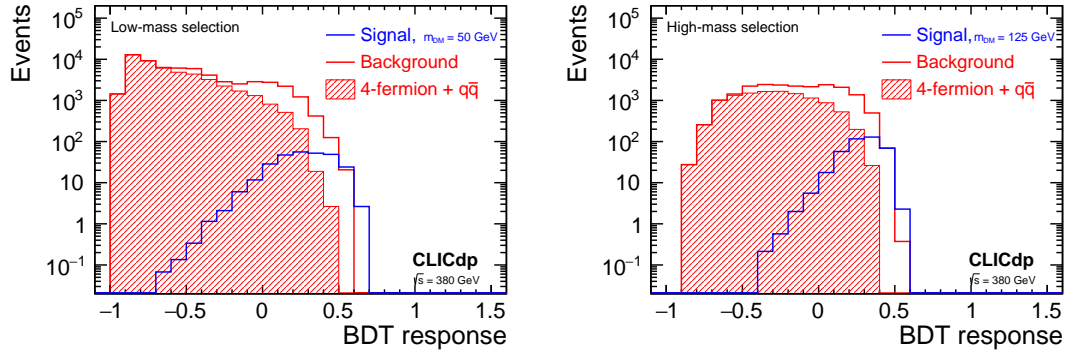 Low-mass selection
Signal, m_DM = 50 GeV
Background
4-fermion + qq̅
CLICdp
√s = 380 GeV
Events
10^5
10^4
10^3
10^2
10
1
10^−1
−1 −0.5 0 0.5 1 1.5
BDT response
High-mass selection
Signal, m_DM = 125 GeV
Background
4-fermion + qq̅
CLICdp
√s = 380 GeV
Events
10^5
10^4
10^3
10^2
10
1
10^−1
−1 −0.5 0 0.5 1 1.5
BDT response